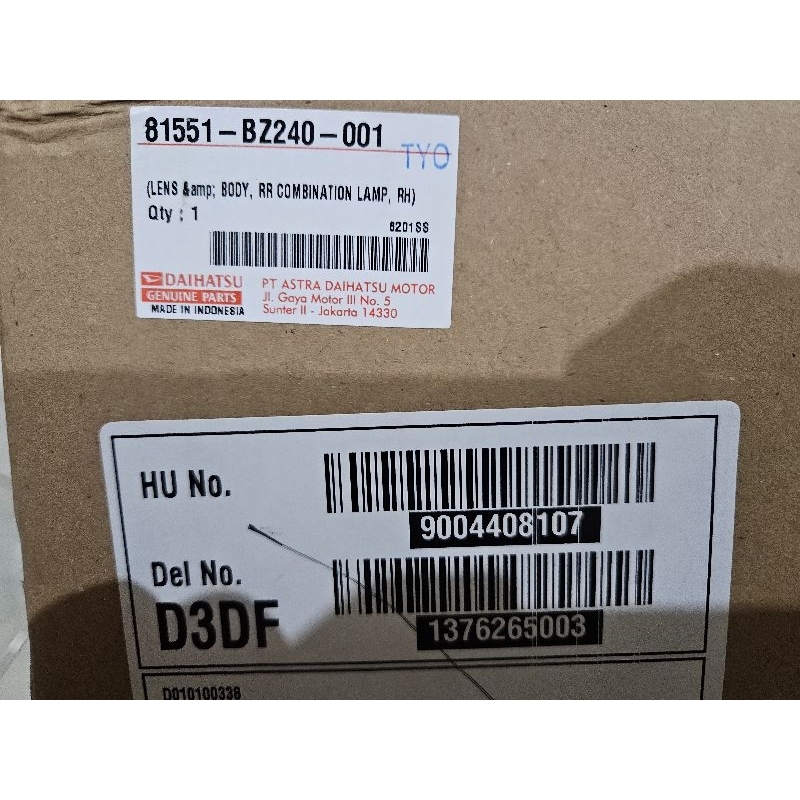 81551-BZ240-001
TYO
(LENS &amp; BODY, RR COMBINATION LAMP, RH)
Qty : 1
6201SS
DAIHATSU
GENUINE PARTS
MADE IN INDONESIA
PT ASTRA DAIHATSU MOTOR
Jl. Gaya Motor III No. 5
Sunter II - Jakarta 14330
HU No.
9004408107
Del No.
D3DF
1376265003
D010100338